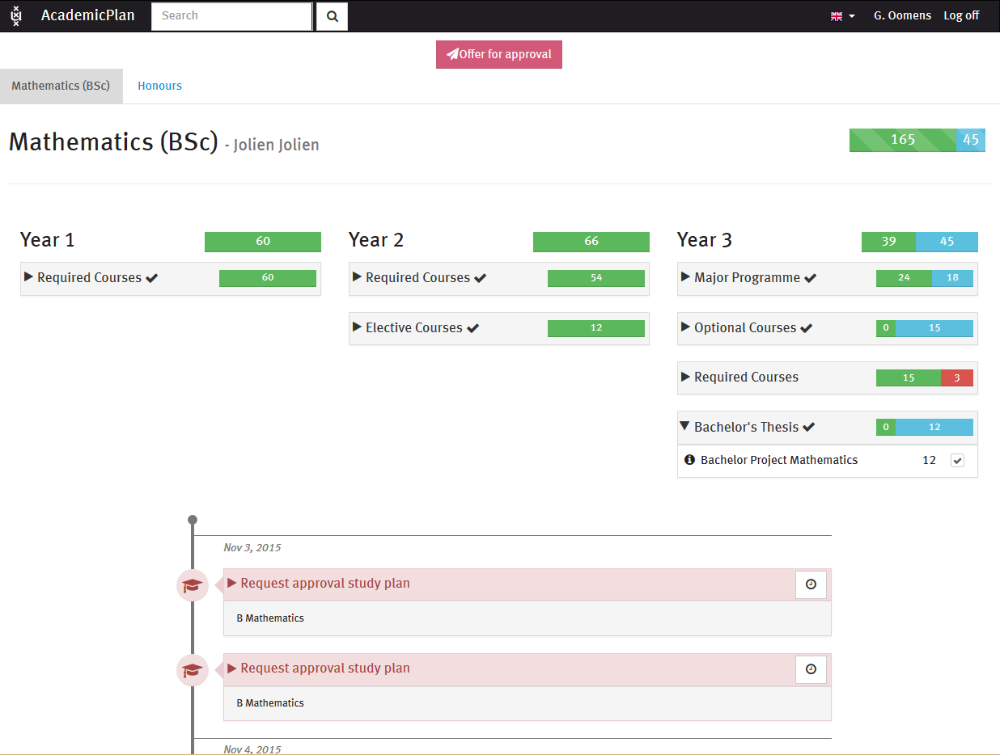 AcademicPlan Search G. Oomens Log off
Offer for approval
Mathematics (BSc) Honours
Mathematics (BSc) - Jolien Jolien 165 45
Year 1 60
Required Courses 60
Year 2 66
Required Courses 54
Elective Courses 12
Year 3 39 45
Major Programme 24 18
Optional Courses 0 15
Required Courses 15 3
Bachelor's Thesis 0 12
Bachelor Project Mathematics 12
Nov 3, 2015
Request approval study plan
B Mathematics
Request approval study plan
B Mathematics
Nov 4, 2015